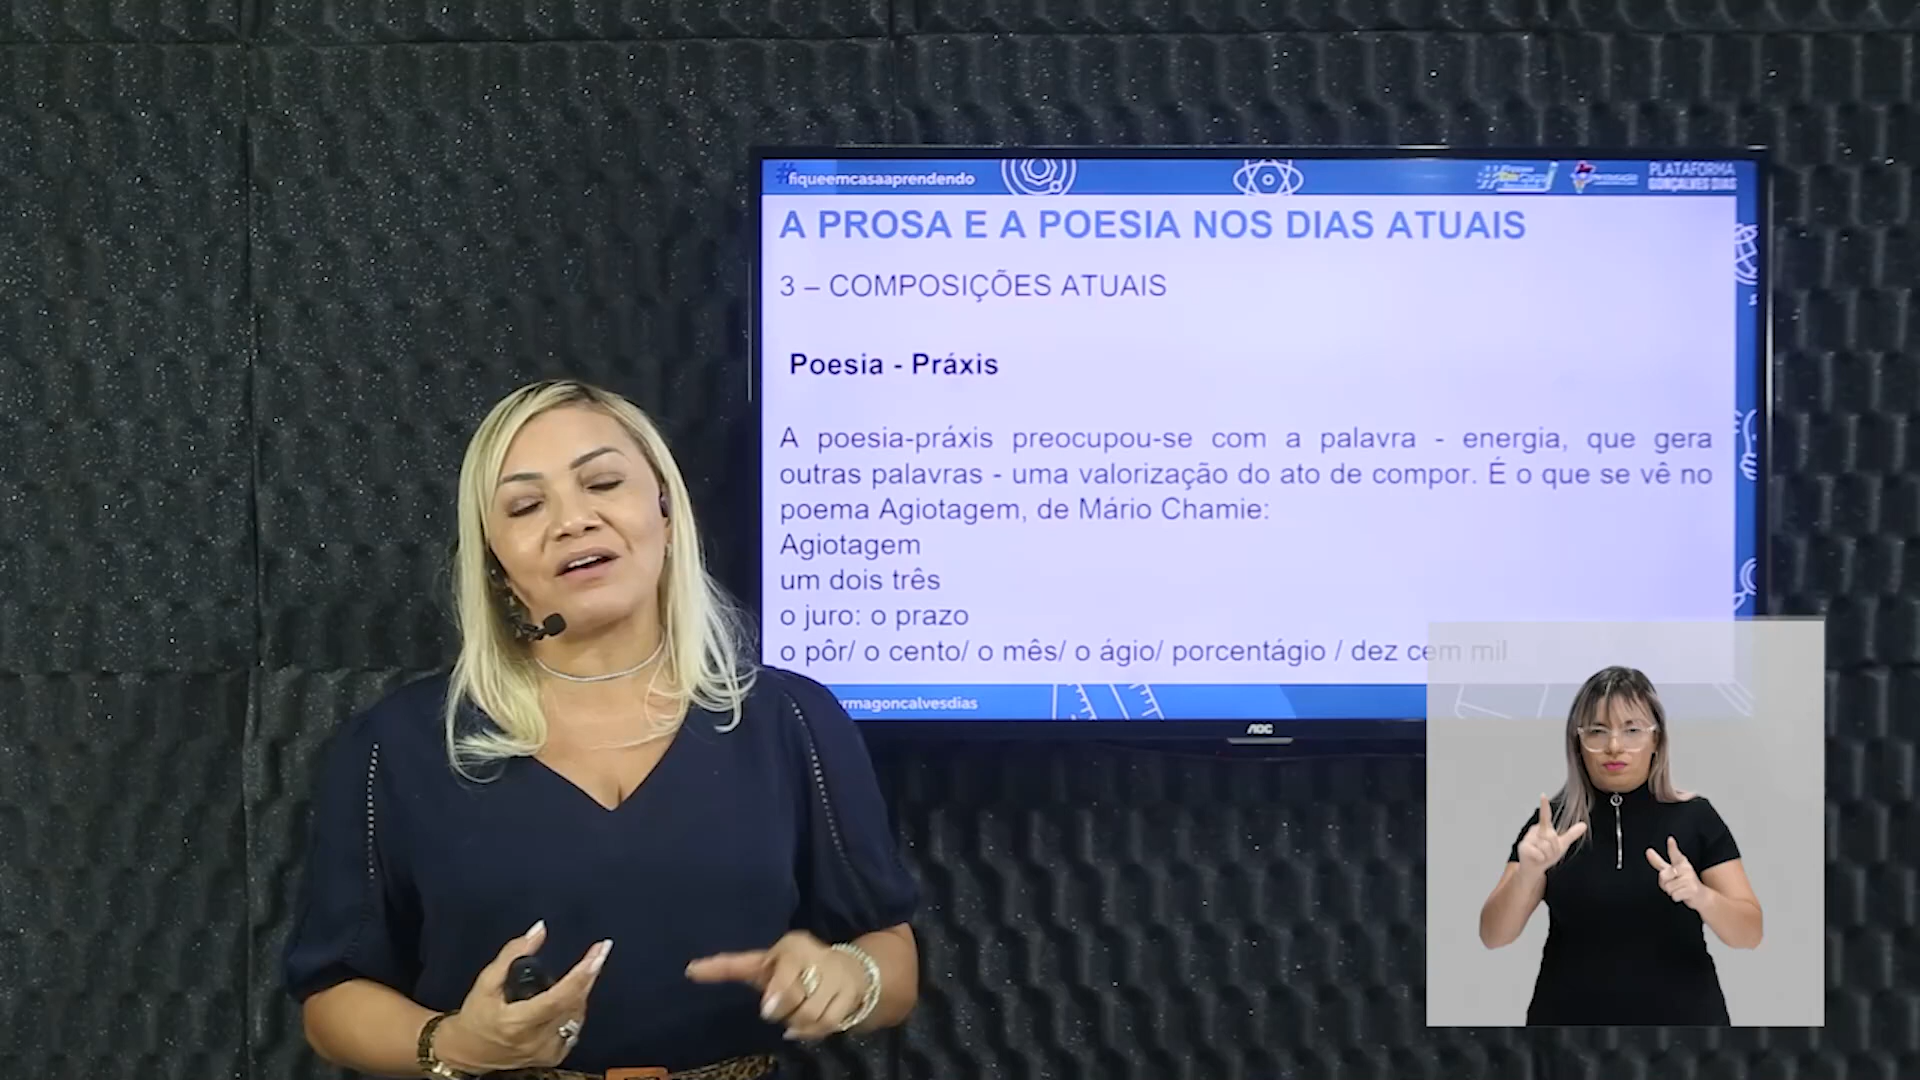 #fiqueemcasaaprendendo
PLATAFORMA
GONÇALVES DIAS
A PROSA E A POESIA NOS DIAS ATUAIS
3 – COMPOSIÇÕES ATUAIS
Poesia - Práxis
A poesia-práxis preocupou-se com a palavra - energia, que gera
outras palavras - uma valorização do ato de compor. É o que se vê no
poema Agiotagem, de Mário Chamie:
Agiotagem
um dois três
o juro: o prazo
o pôr/ o cento/ o mês/ o ágio/ porcentágio / dez cem mil
rmagoncalvesdias
AOC